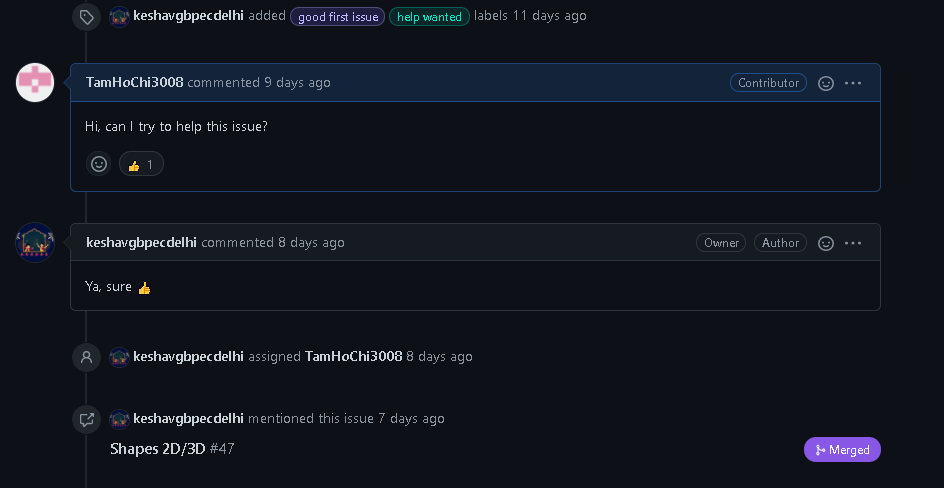 keshavgbpecdelhi added good first issue help wanted labels 11 days ago
TamHoChi3008 commented 9 days ago Contributor
Hi, can I try to help this issue?
👍 1
keshavgbpecdelhi commented 8 days ago Owner Author
Ya, sure 👍
keshavgbpecdelhi assigned TamHoChi3008 8 days ago
keshavgbpecdelhi mentioned this issue 7 days ago
Shapes 2D/3D #47 Merged